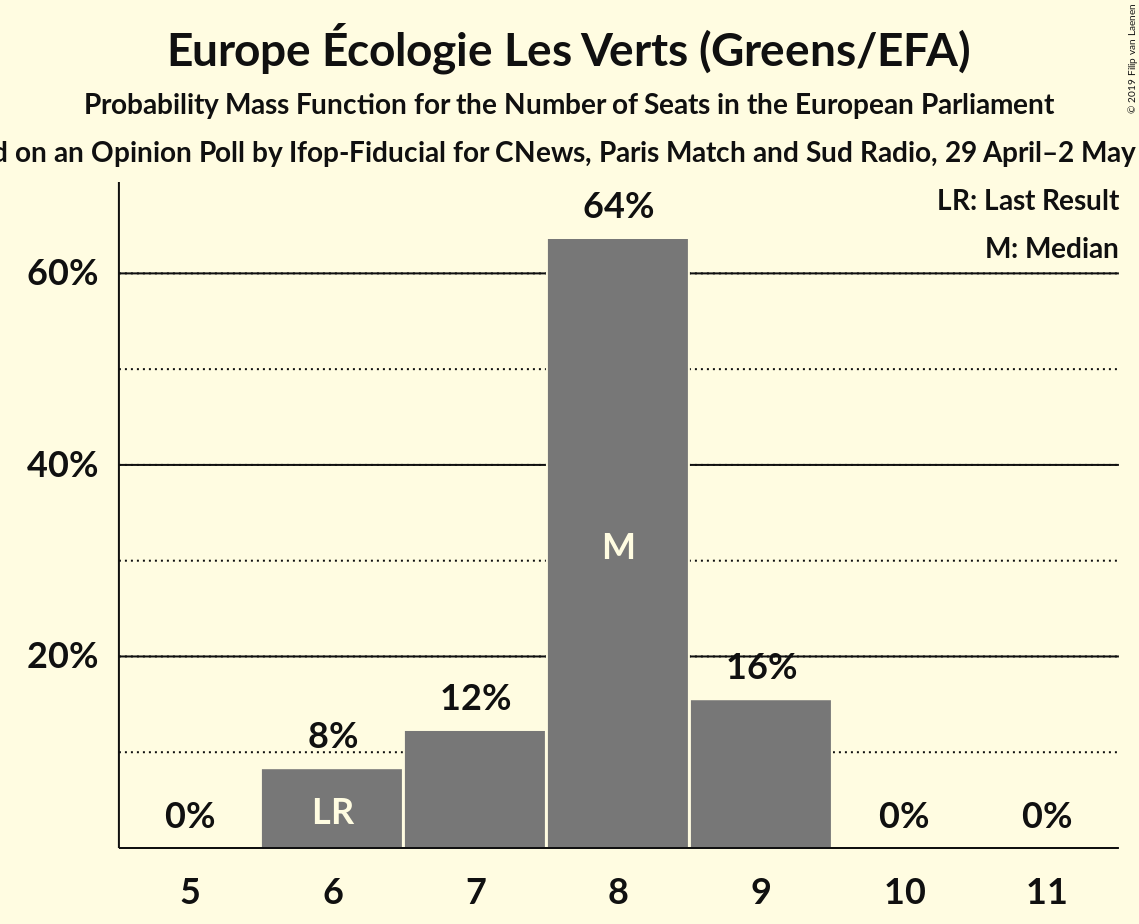 Europe Écologie Les Verts (Greens/EFA)
Probability Mass Function for the Number of Seats in the European Parliament
on an Opinion Poll by Ifop-Fiducial for CNews, Paris Match and Sud Radio, 29 April–2 May
© 2019 Filip van Laenen
LR: Last Result
M: Median
64%
60%
40%
M
20%
16%
12%
8%
LR
0%
0%
0%
5
6
7
8
9
10
11